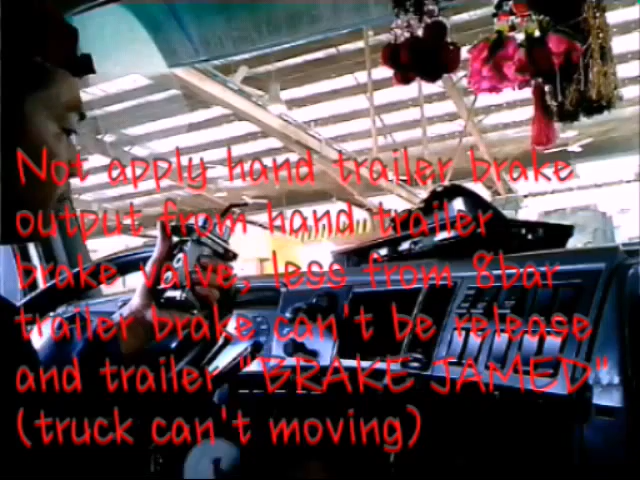 Not apply hand trailer brake
output from hand trailer
brake valve, less from 8bar
trailer brake can't be release
and trailer "BRAKE JAMED"
(truck can't moving)